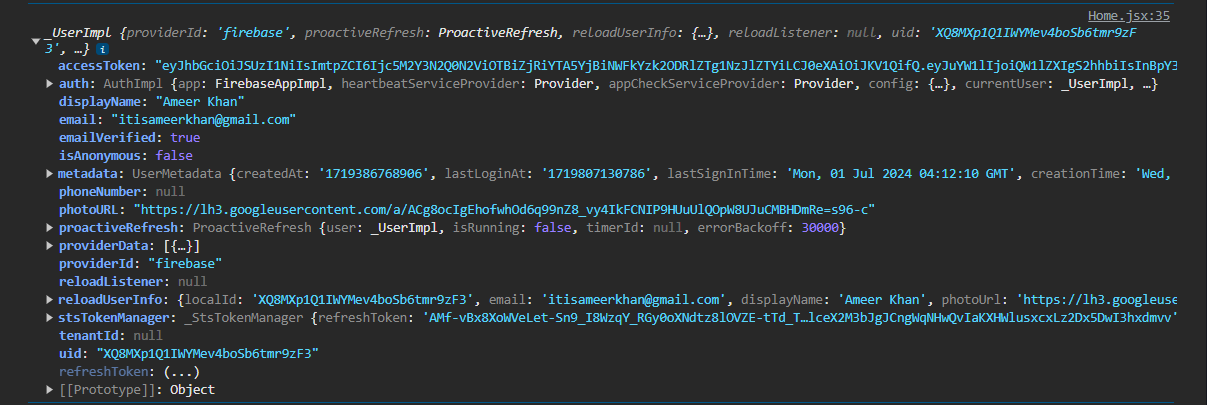 Home.jsx:35
_UserImpl {providerId: 'firebase', proactiveRefresh: ProactiveRefresh, reloadUserInfo: {…}, reloadListener: null, uid: 'XQ8MXp1Q1IWYMev4boSb6tmr9zF
3', …} i
accessToken: "eyJhbGciOiJSUzI1NiIsImtpZCI6Ijc5M2Y3N2Q0N2ViOTBiZjRiYTA5YjBiNWFkYzk2ODRlZTg1NzJlZTYiLCJ0eXAiOiJKV1QifQ.eyJuYW1lIjoiQW1lZXIgS2hhbiIsInBpY3
auth: AuthImpl {app: FirebaseAppImpl, heartbeatServiceProvider: Provider, appCheckServiceProvider: Provider, config: {…}, currentUser: _UserImpl, …}
displayName: "Ameer Khan"
email: "itisameerkhan@gmail.com"
emailVerified: true
isAnonymous: false
metadata: UserMetadata {createdAt: '1719386768906', lastLoginAt: '1719807130786', lastSignInTime: 'Mon, 01 Jul 2024 04:12:10 GMT', creationTime: 'Wed,
phoneNumber: null
photoURL: "https://lh3.googleusercontent.com/a/ACg8ocIgEhofwhOd6q99nZ8_vy4IkFCNIP9HUuUlQOpW8UJuCMBHDmRe=s96-c"
proactiveRefresh: ProactiveRefresh {user: _UserImpl, isRunning: false, timerId: null, errorBackoff: 30000}
providerData: [{…}]
providerId: "firebase"
reloadListener: null
reloadUserInfo: {localId: 'XQ8MXp1Q1IWYMev4boSb6tmr9zF3', email: 'itisameerkhan@gmail.com', displayName: 'Ameer Khan', photoUrl: 'https://lh3.googleuse
stsTokenManager: _StsTokenManager {refreshToken: 'AMf-vBx8XoWVeLet-Sn9_I8WzqY_RGy0oXNdtz8lOVZE-tTd_T…lceX2M3bJgJCngWqNHwQvIaKXHWlusxcxLz2Dx5DwI3hxdmvv'
tenantId: null
uid: "XQ8MXp1Q1IWYMev4boSb6tmr9zF3"
refreshToken: (...)
[[Prototype]]: Object